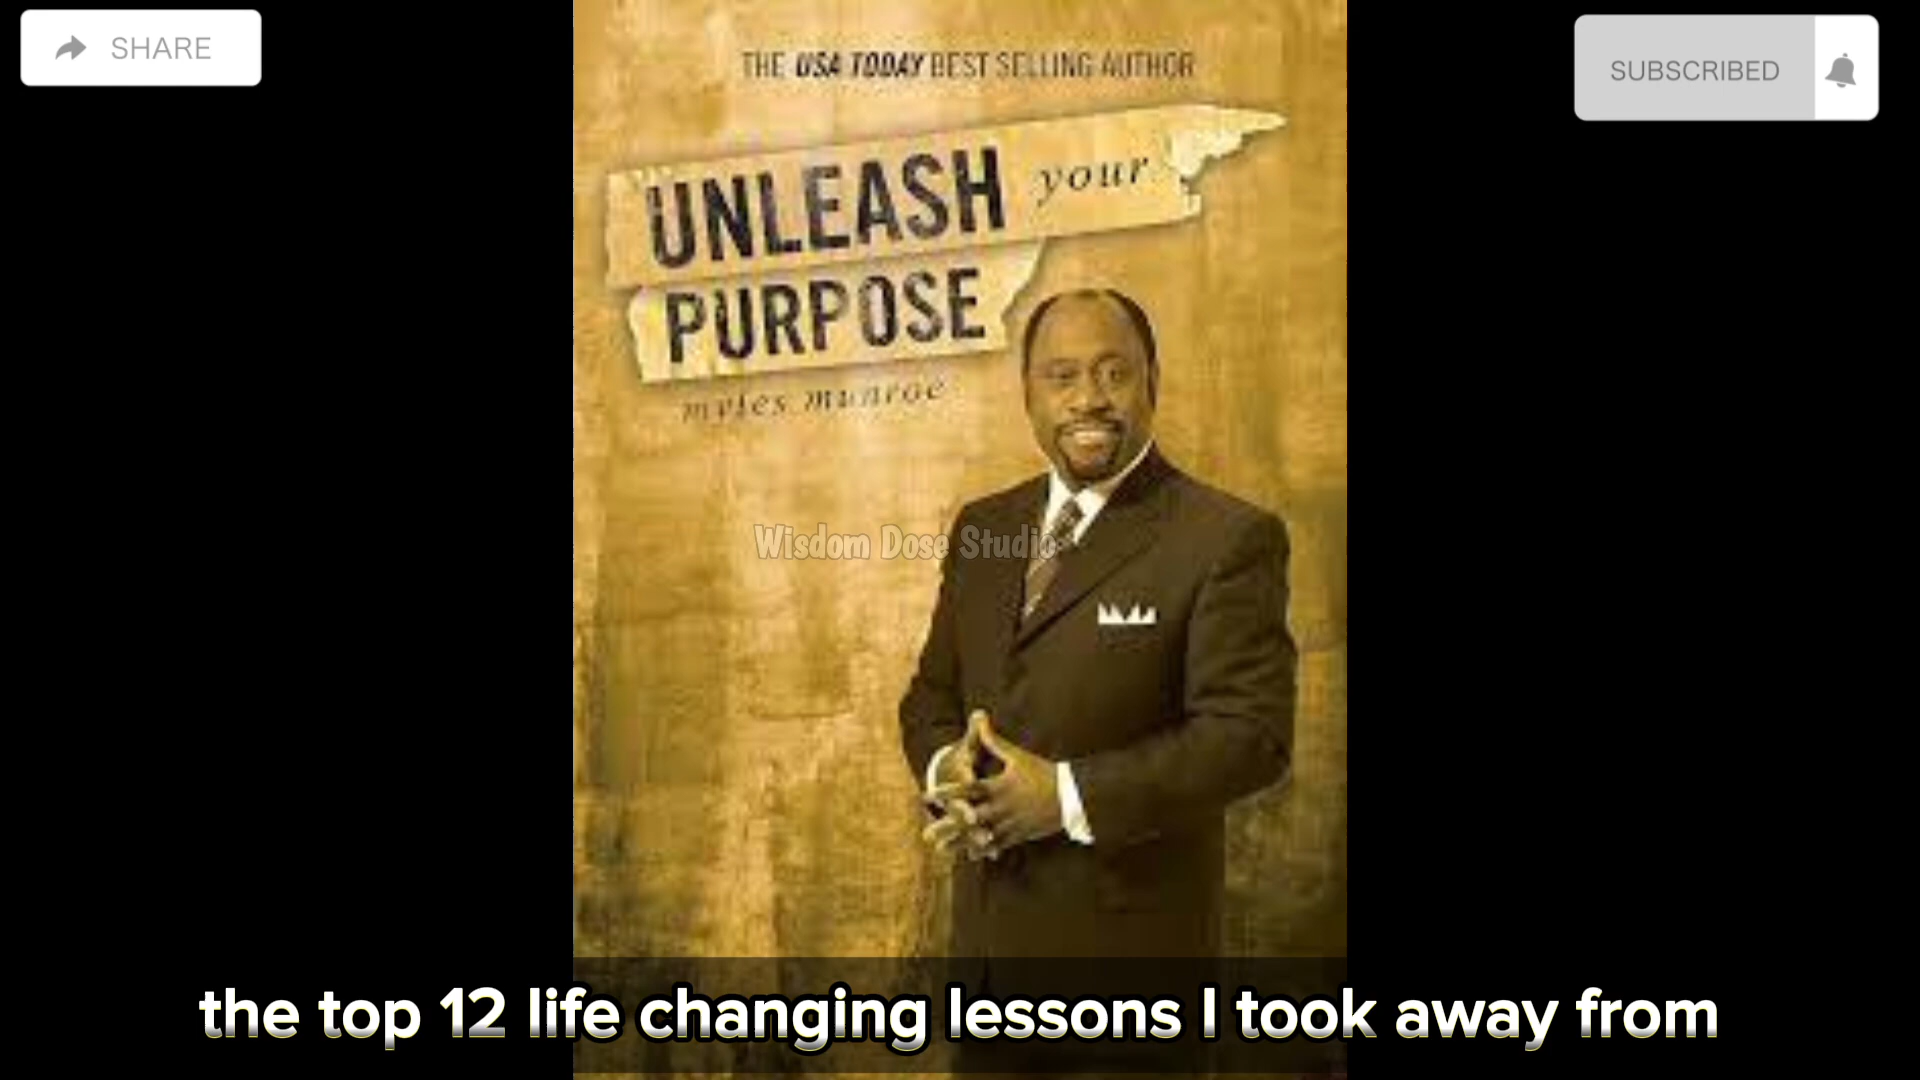 SHARE
SUBSCRIBED
THE USA TODAY BEST SELLING AUTHOR
UNLEASH your
PURPOSE
myles munroe
Wisdom Dose Studio
the top 12 life changing lessons I took away from